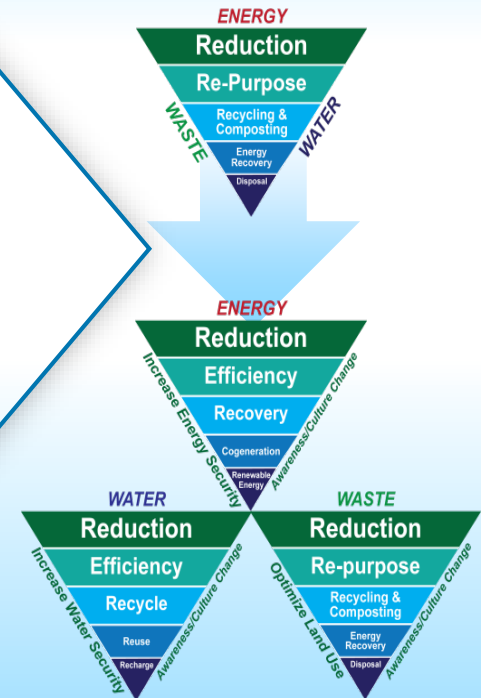 ENERGY
Reduction
Re-Purpose
Recycling &
Composting
Energy
Recovery
Disposal
WASTE
WATER
ENERGY
Reduction
Efficiency
Recovery
Cogeneration
Renewable
Energy
Increase Energy Security
Awareness/Culture Change
WATER
Reduction
Efficiency
Recycle
Reuse
Recharge
Increase Water Security
Awareness/Culture Change
WASTE
Reduction
Re-purpose
Recycling &
Composting
Energy
Recovery
Disposal
Optimize Land Use
Awareness/Culture Change